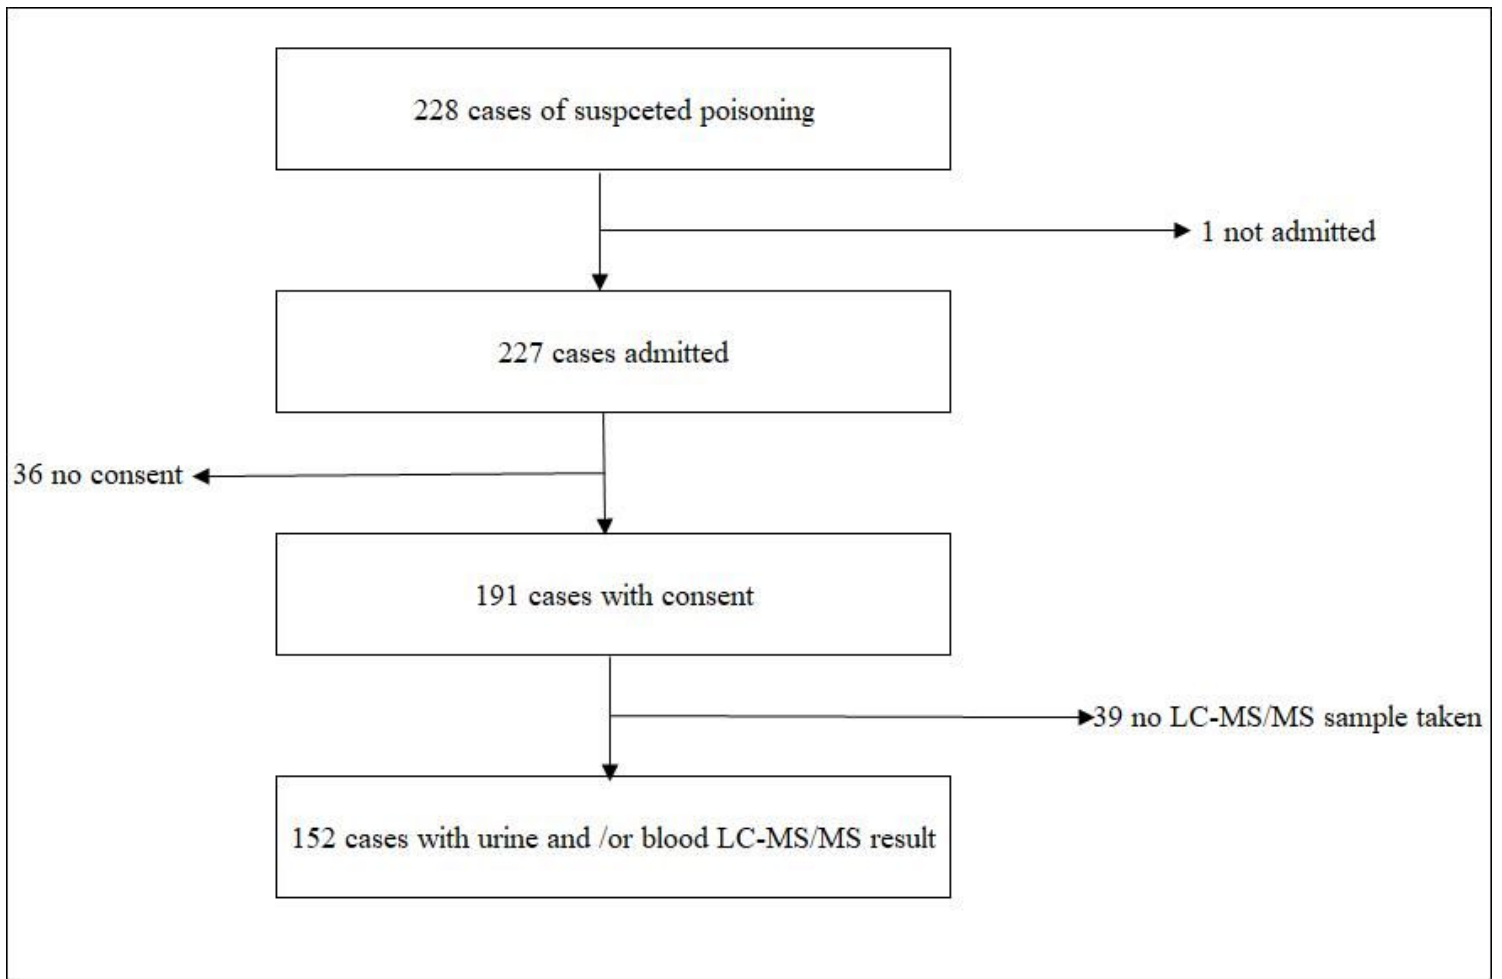 228 cases of suspceted poisoning
1 not admitted
227 cases admitted
36 no consent
191 cases with consent
39 no LC-MS/MS sample taken
152 cases with urine and /or blood LC-MS/MS result